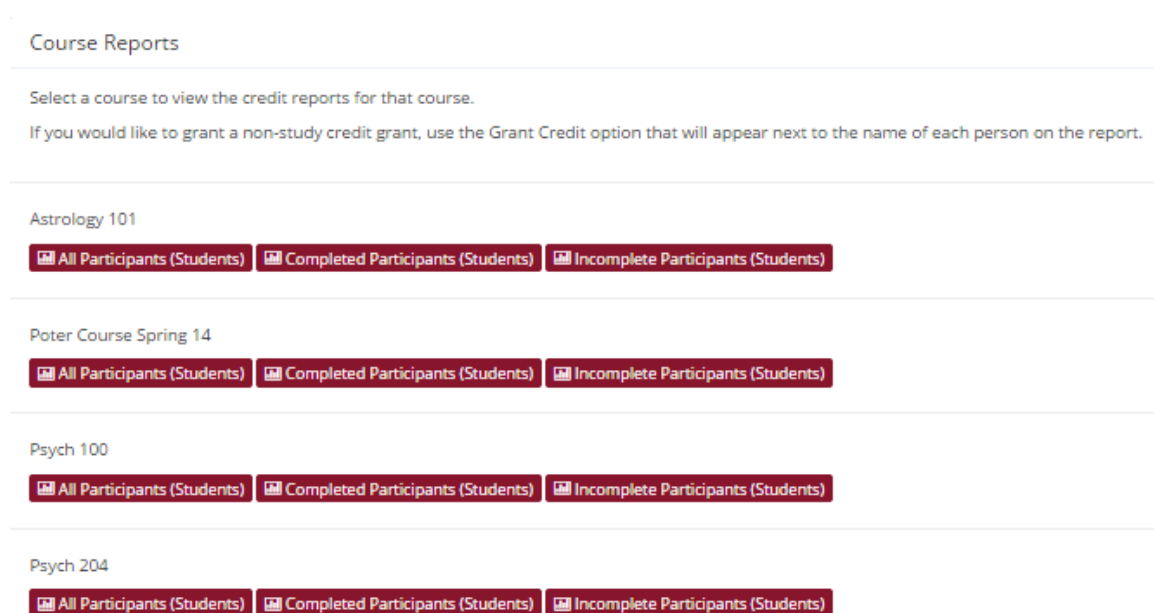 Course Reports
Select a course to view the credit reports for that course.
If you would like to grant a non-study credit grant, use the Grant Credit option that will appear next to the name of each person on the report.
Astrology 101
All Participants (Students) Completed Participants (Students) Incomplete Participants (Students)
Poter Course Spring 14
All Participants (Students) Completed Participants (Students) Incomplete Participants (Students)
Psych 100
All Participants (Students) Completed Participants (Students) Incomplete Participants (Students)
Psych 204
All Participants (Students) Completed Participants (Students) Incomplete Participants (Students)